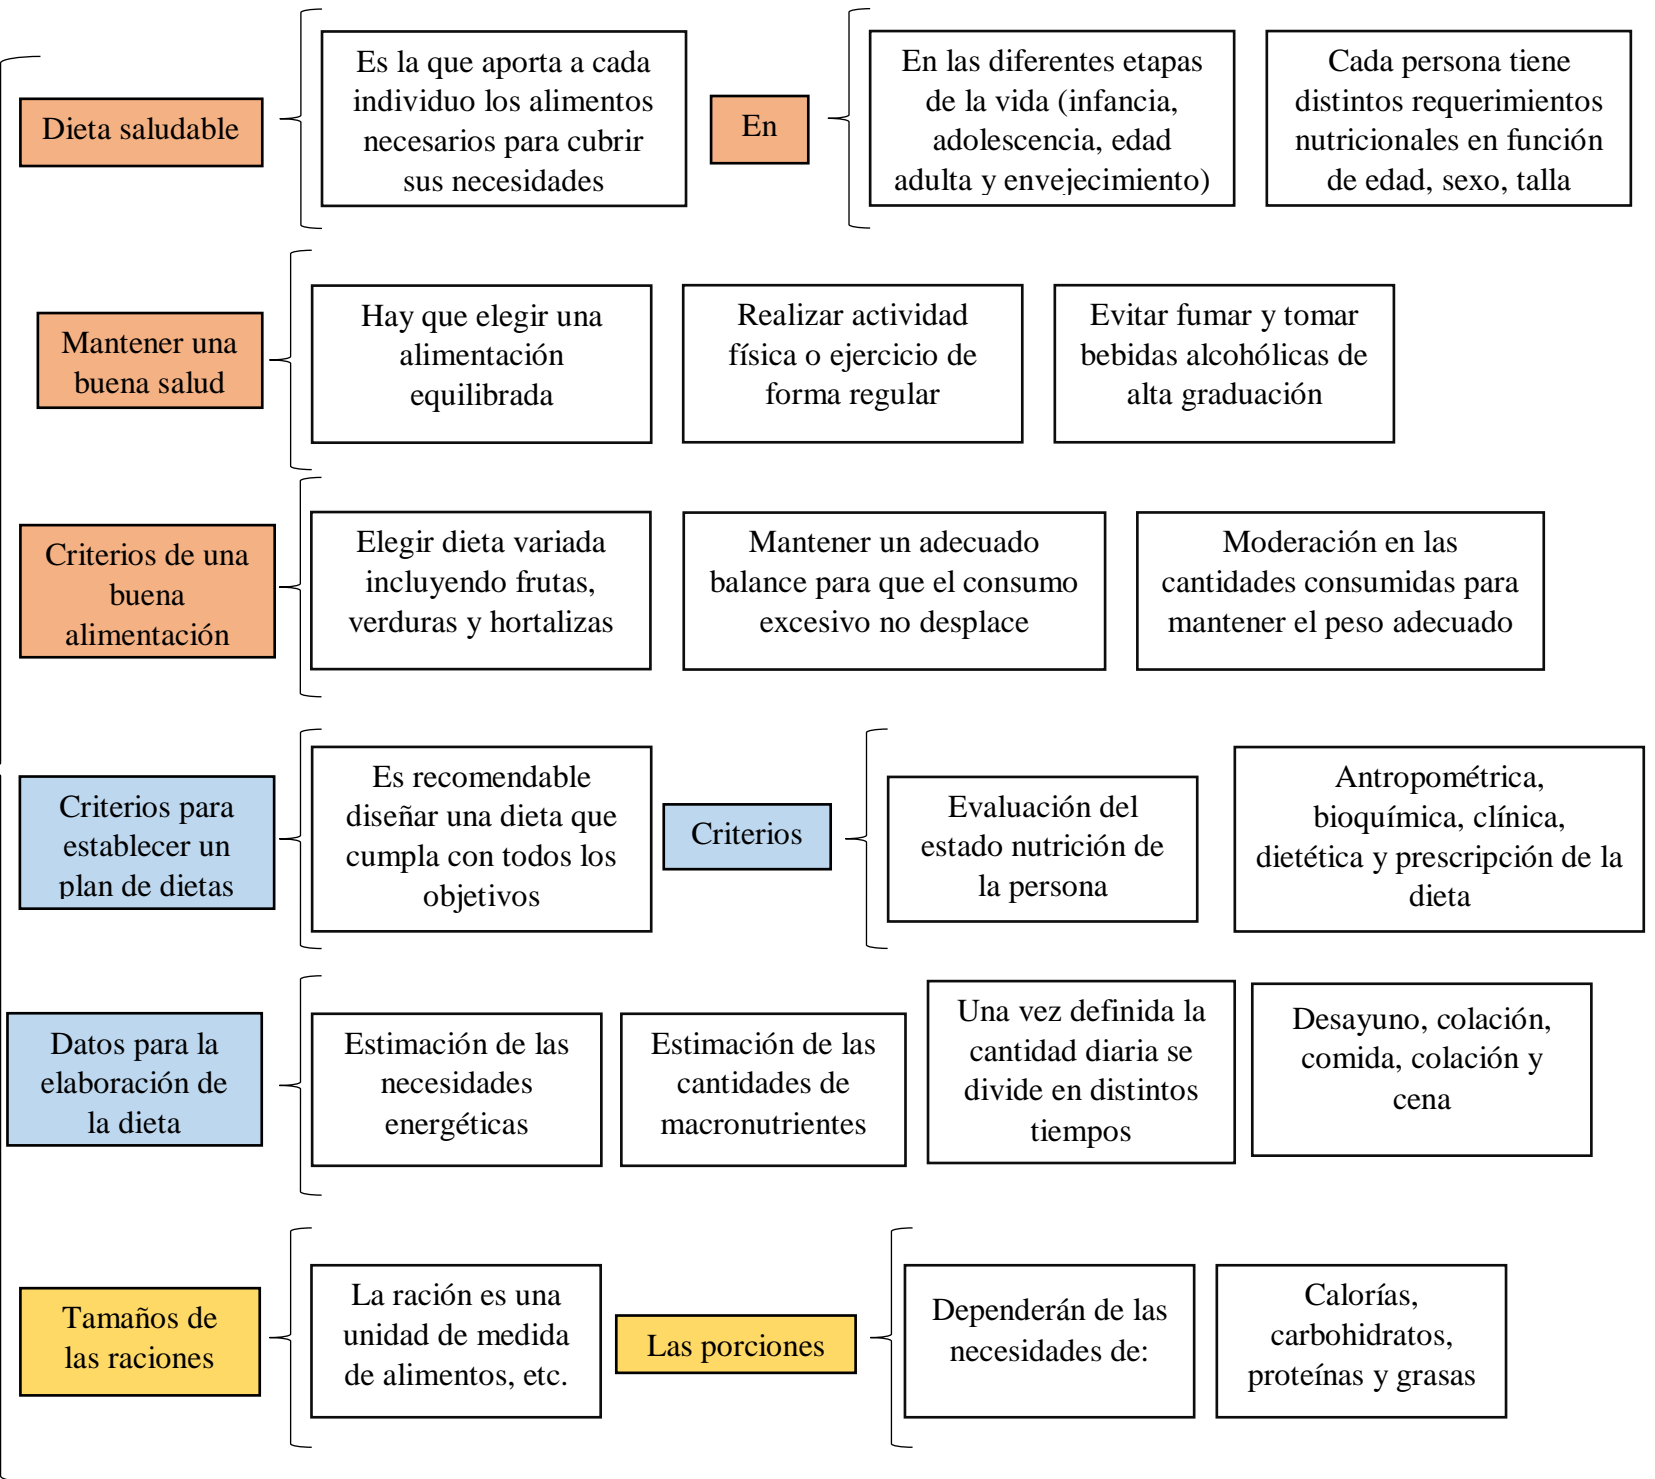 Dieta saludable
Es la que aporta a cada
individuo los alimentos
necesarios para cubrir
sus necesidades
En
En las diferentes etapas
de la vida (infancia,
adolescencia, edad
adulta y envejecimiento)
Cada persona tiene
distintos requerimientos
nutricionales en función
de edad, sexo, talla
Mantener una
buena salud
Hay que elegir una
alimentación
equilibrada
Realizar actividad
física o ejercicio de
forma regular
Evitar fumar y tomar
bebidas alcohólicas de
alta graduación
Criterios de una
buena
alimentación
Elegir dieta variada
incluyendo frutas,
verduras y hortalizas
Mantener un adecuado
balance para que el consumo
excesivo no desplace
Moderación en las
cantidades consumidas para
mantener el peso adecuado
Criterios para
establecer un
plan de dietas
Es recomendable
diseñar una dieta que
cumpla con todos los
objetivos
Criterios
Evaluación del
estado nutrición de
la persona
Antropométrica,
bioquímica, clínica,
dietética y prescripción de la
dieta
Datos para la
elaboración de
la dieta
Estimación de las
necesidades
energéticas
Estimación de las
cantidades de
macronutrientes
Una vez definida la
cantidad diaria se
divide en distintos
tiempos
Desayuno, colación,
comida, colación y
cena
Tamaños de
las raciones
La ración es una
unidad de medida
de alimentos, etc.
Las porciones
Dependerán de las
necesidades de:
Calorías,
carbohidratos,
proteínas y grasas